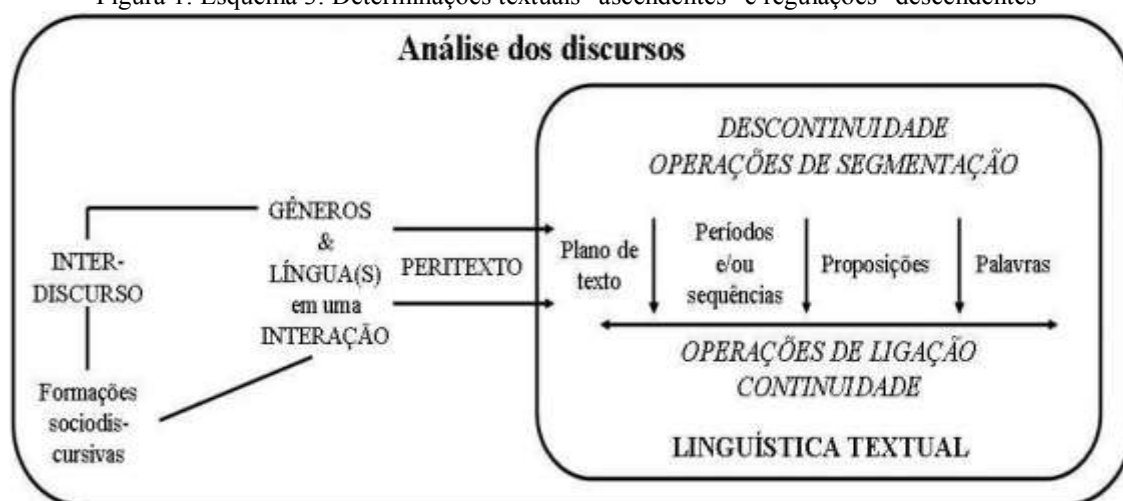 Figura 1: Esquema 3: Determinações textuais "ascendentes" e regulações "descendentes"
Análise dos discursos
INTER-
DISCURSO
Formações
sociodis-
cursivas
GÊNEROS
&
LÍNGUA(S)
em uma
INTERAÇÃO
PERITEXTO
DESCONTINUIDADE
OPERAÇÕES DE SEGMENTAÇÃO
Plano de
texto
Períodos
e/ou
sequências
Proposições
Palavras
OPERAÇÕES DE LIGAÇÃO
CONTINUIDADE
LINGUÍSTICA TEXTUAL